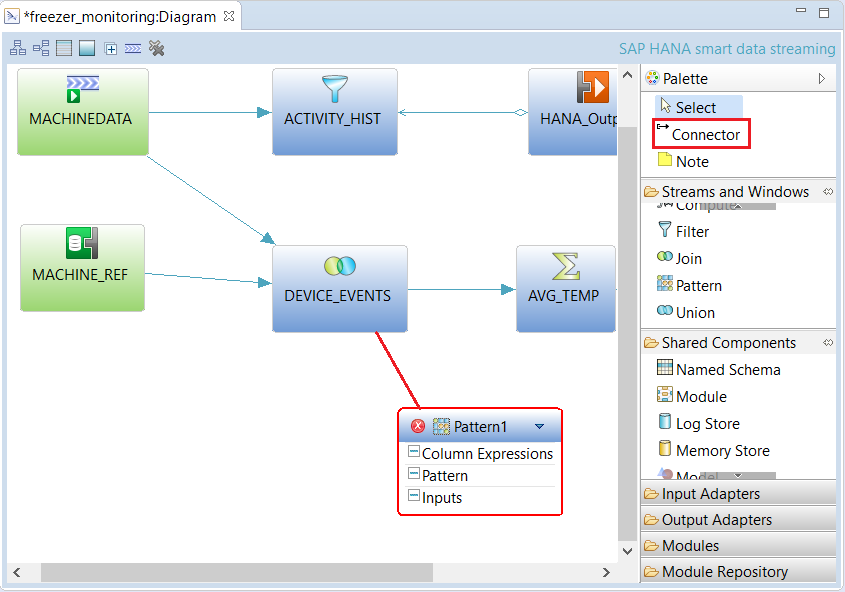 *freezer_monitoring:Diagram
SAP HANA smart data streaming
MACHINEDATA
ACTIVITY_HIST
HANA_Outp
MACHINE_REF
DEVICE_EVENTS
AVG_TEMP
Pattern1
Column Expressions
Pattern
Inputs
Palette
Select
Connector
Note
Streams and Windows
Compute
Filter
Join
Pattern
Union
Shared Components
Named Schema
Module
Log Store
Memory Store
Model
Input Adapters
Output Adapters
Modules
Module Repository